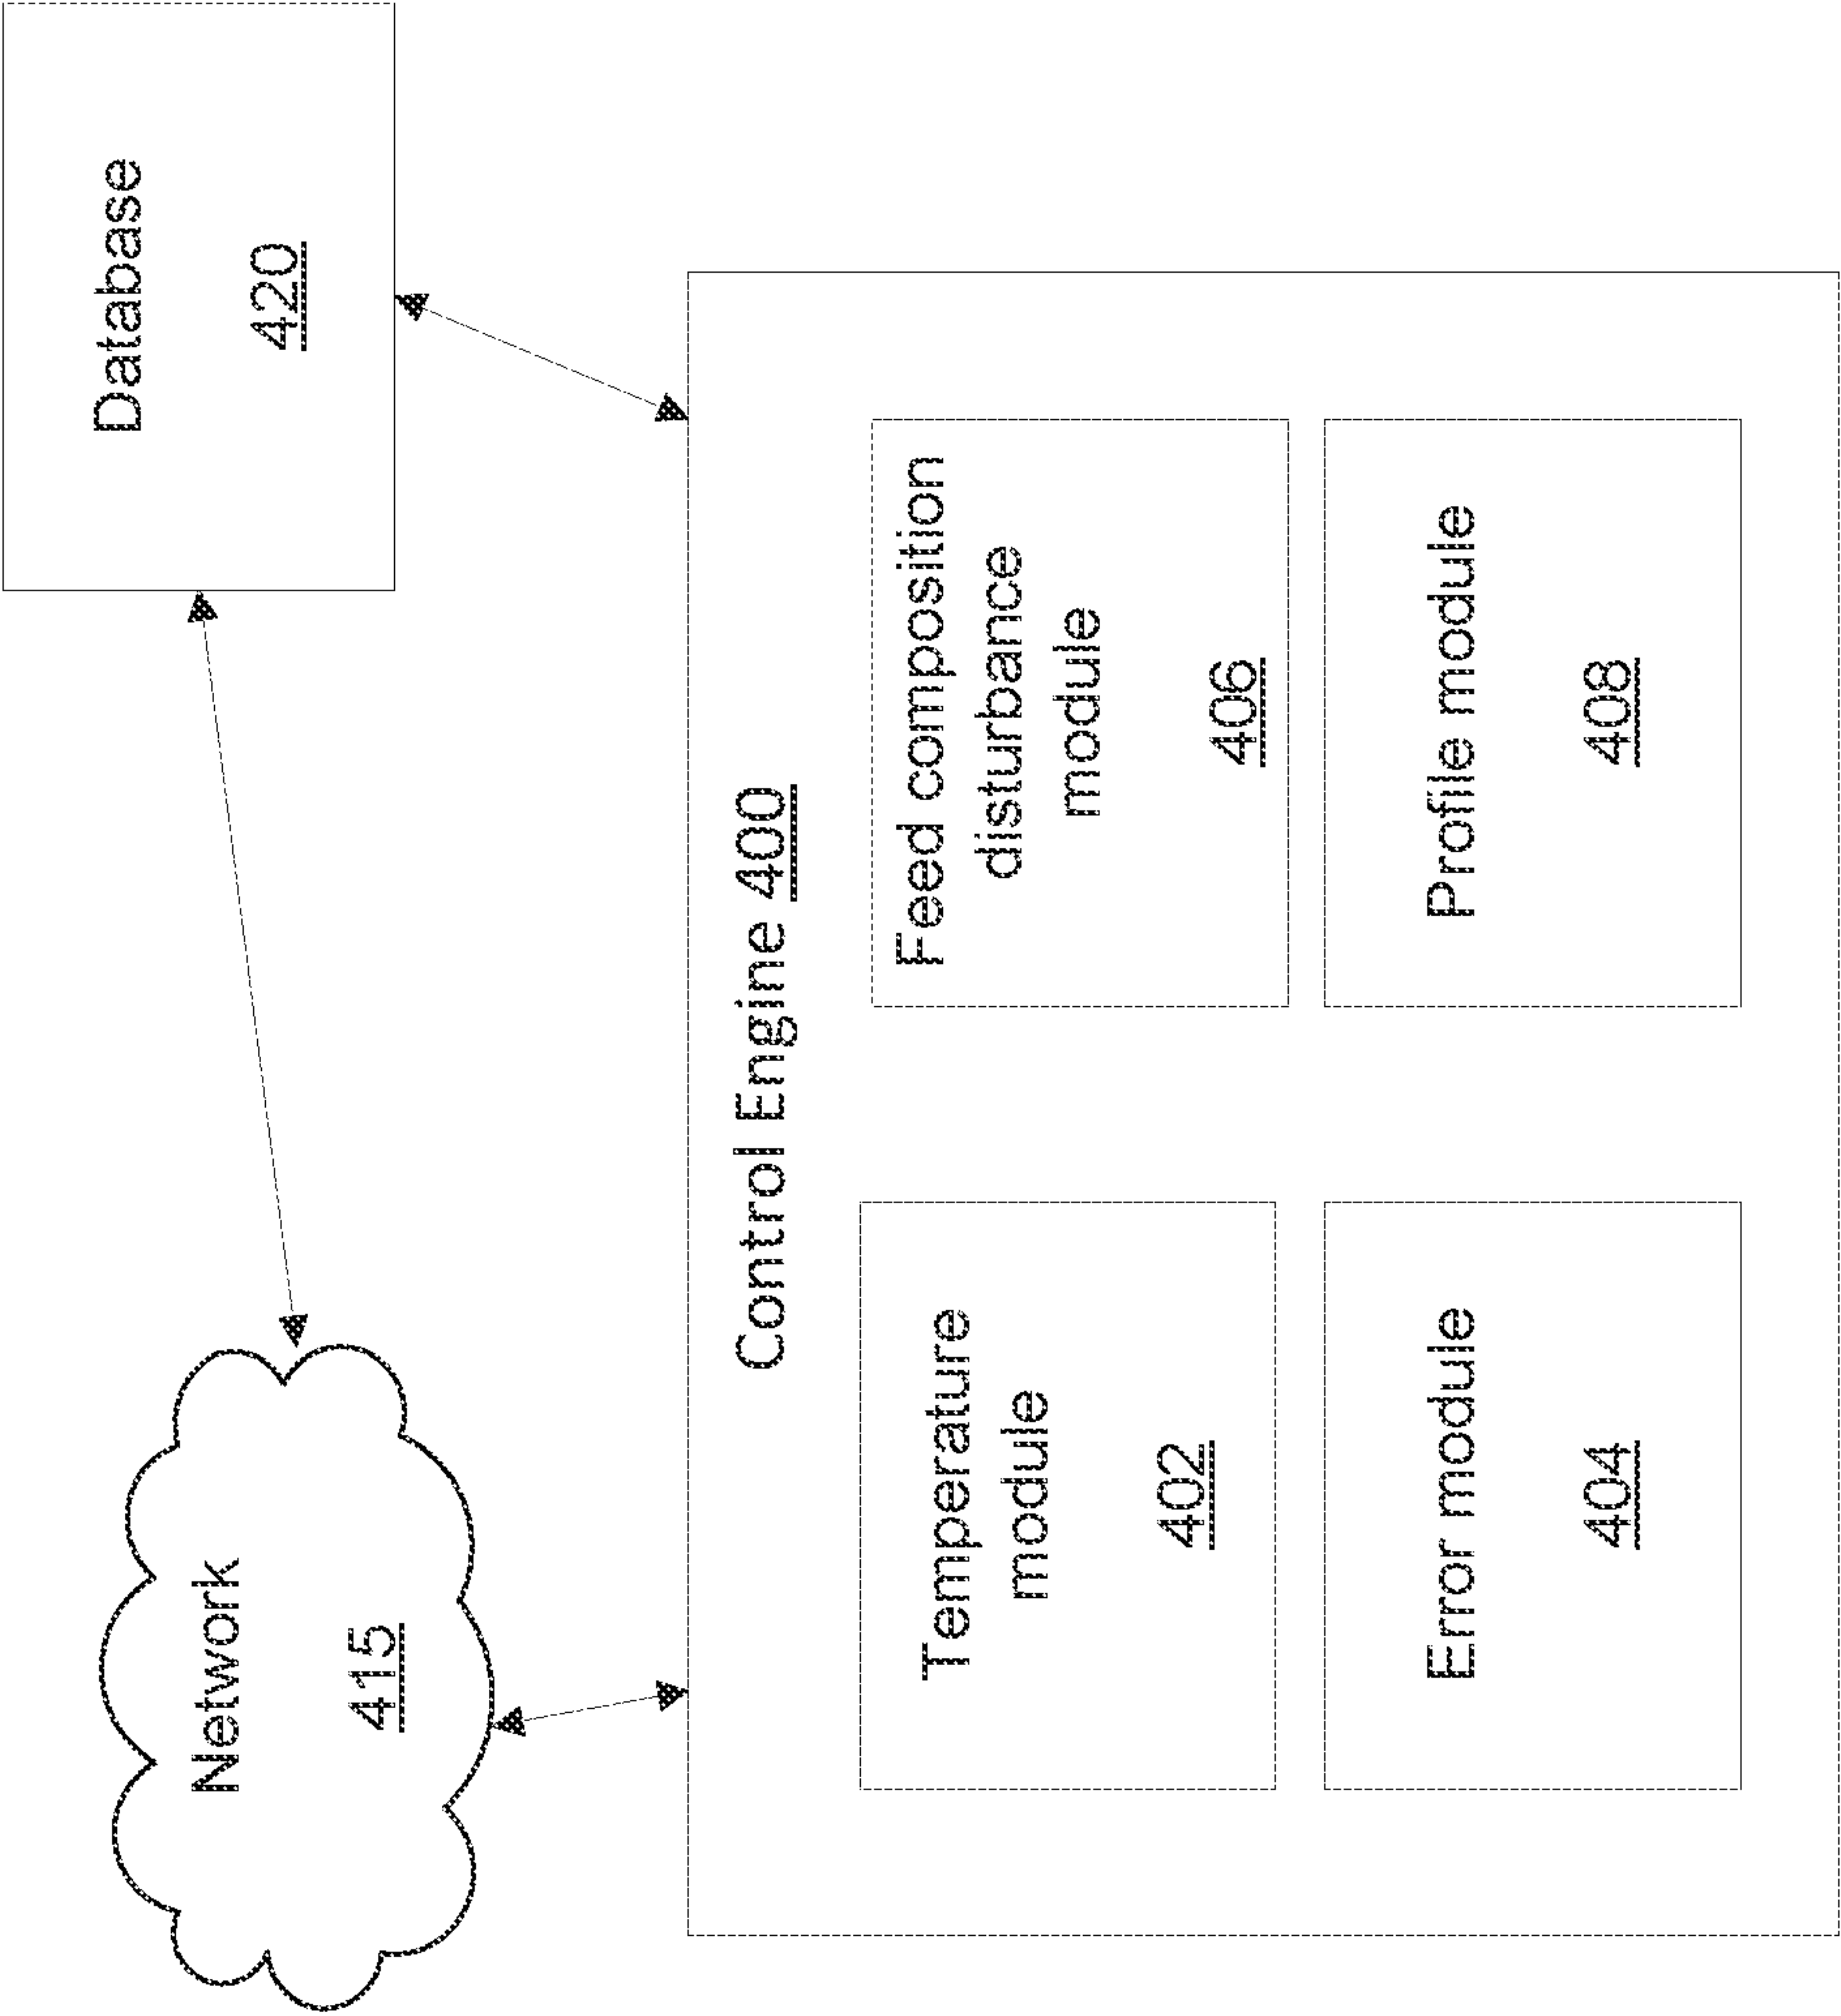 Network
415
Database
420
Control Engine 400
Temperature
module
402
Feed composition
disturbance
module
406
Error module
404
Profile module
408